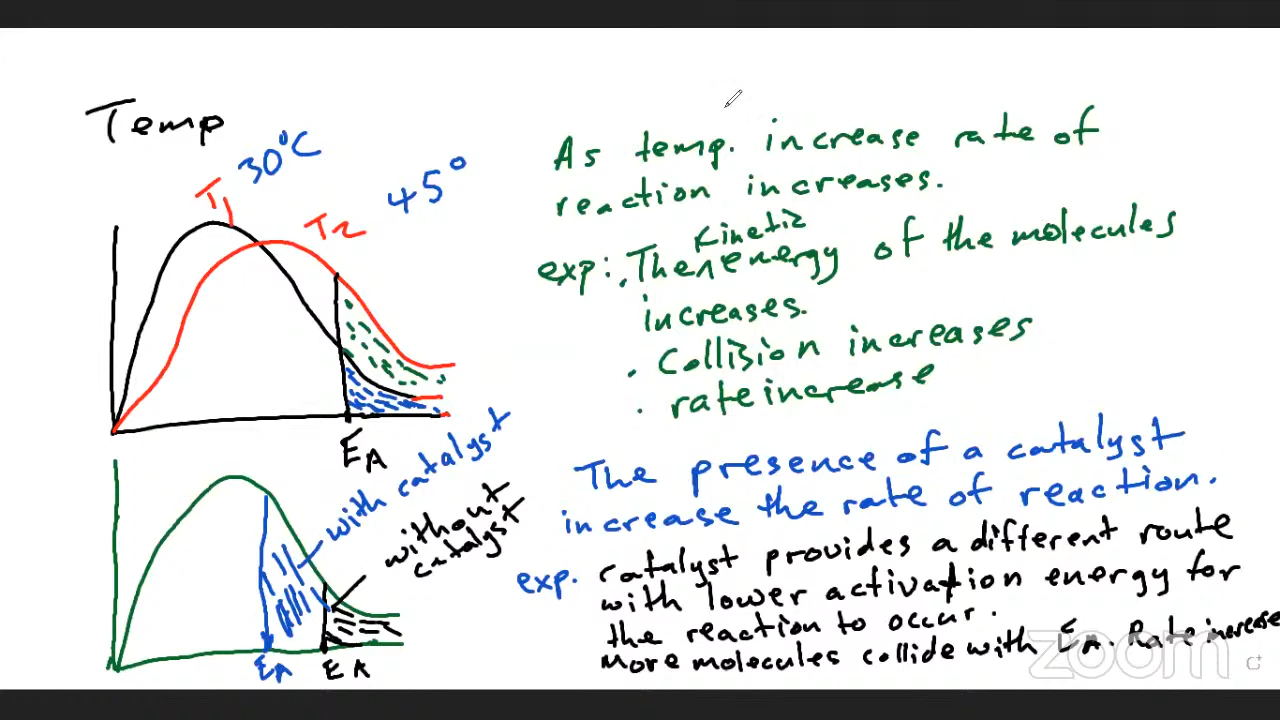 Temp
30°C
T1
45°
T2
EA
with catalyst
without
catalyst
EA
EA
As temp. increase rate of
reaction increases.
Kinetic
exp: . The energy of the molecules
increases.
. Collision increases
. rate increase
The presence of a catalyst
increase the rate of reaction.
exp. catalyst provides a different route
with lower activation energy for
the reaction to occur.
more molecules collide with EA. Rate increase
zoom